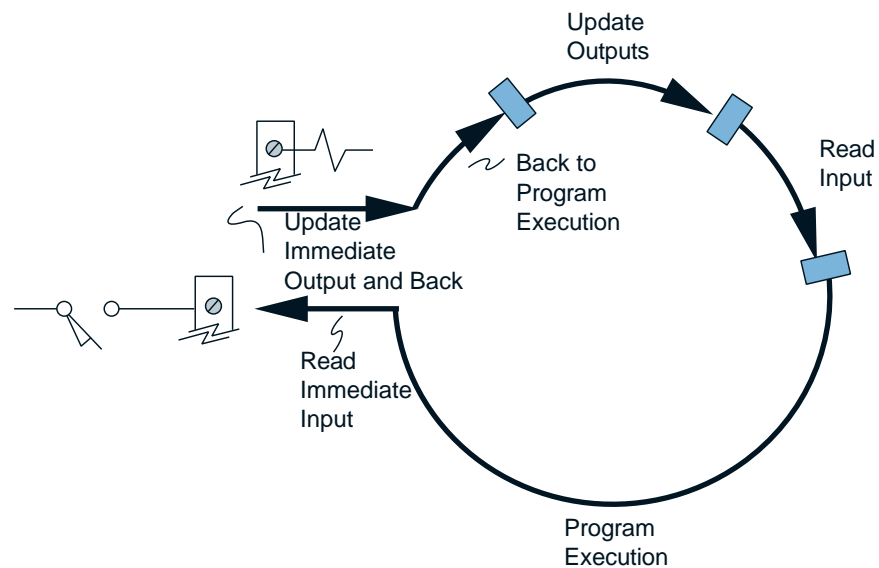 Update
Outputs
Read
Input
Back to
Program
Execution
Update
Immediate
Output and Back
Read
Immediate
Input
Program
Execution